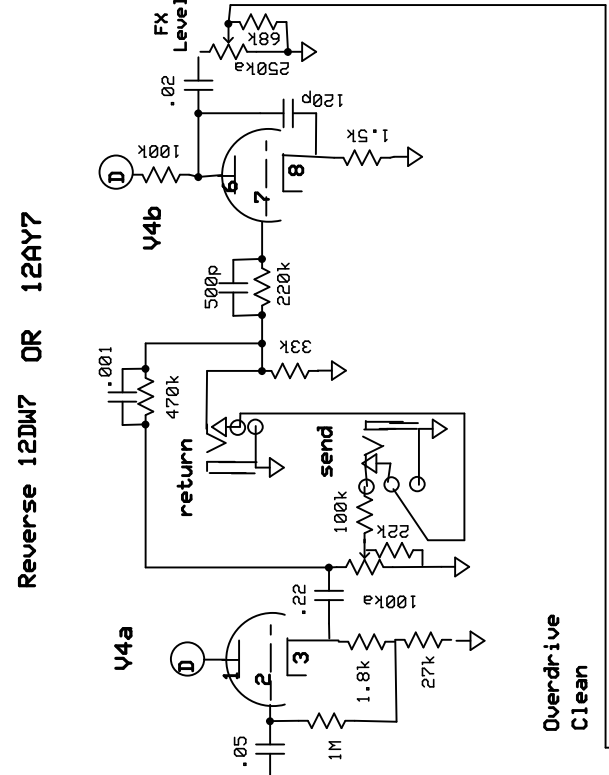 Reverse 12DW7 OR 12AY7
V4a
D
1
2
3
.05
1M
1.8k
27k
.22
100ka
22k
100k
send
return
.001
470k
33k
500p
220k
V4b
D
100k
6
7
8
120p
1.5k
.02
FX
Level
250ka
68k
Overdrive
Clean